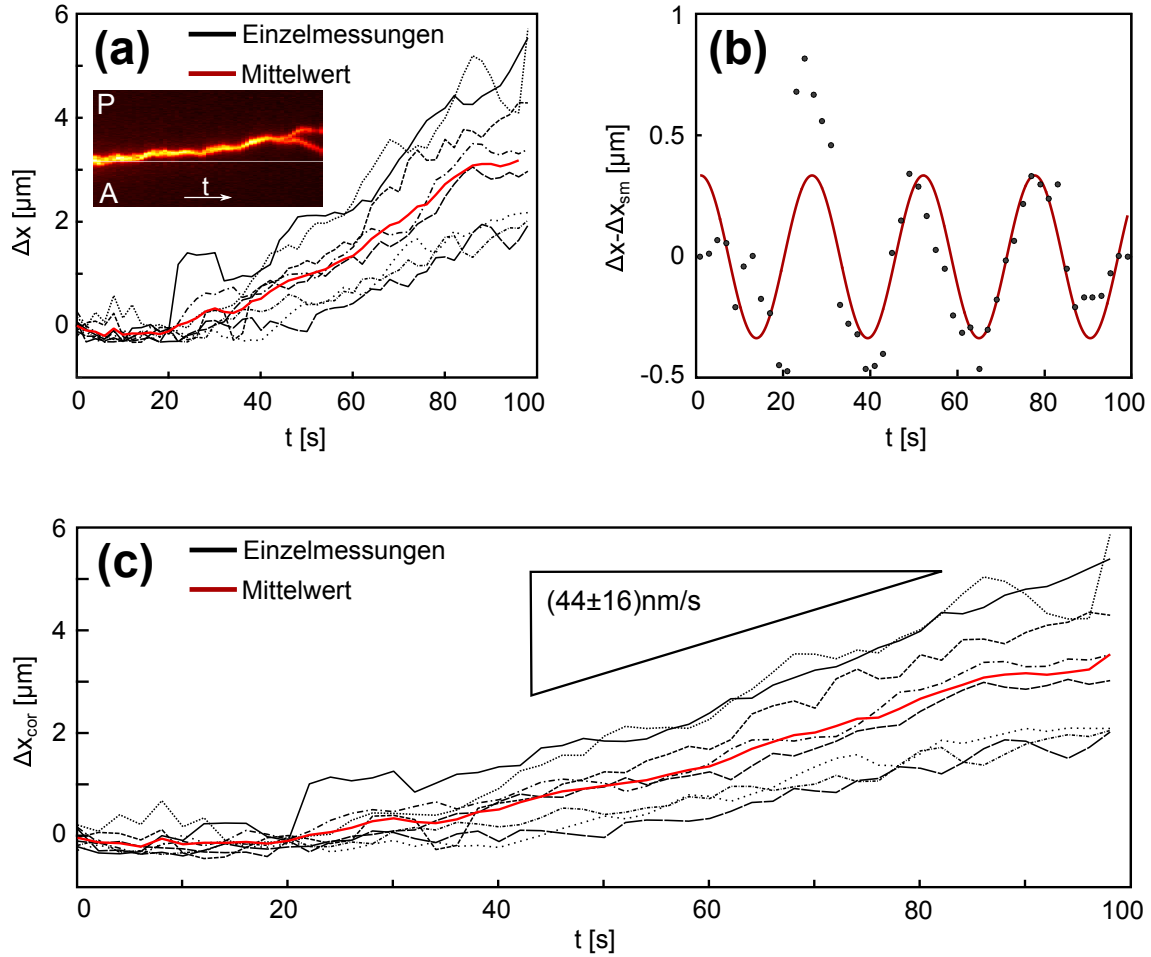 (a)
Einzelmessungen
Mittelwert
P
A
t
6
4
2
0
Δx [µm]
0 20 40 60 80 100
t [s]
(b)
1
0.5
0
-0.5
Δx-Δx_sm [µm]
0 20 40 60 80 100
t [s]
(c)
Einzelmessungen
Mittelwert
(44±16)nm/s
6
4
2
0
Δx_cor [µm]
0 20 40 60 80 100
t [s]